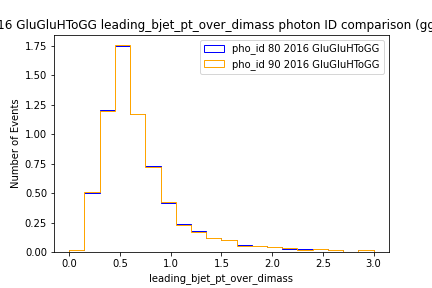 16 GluGluHToGG leading_bjet_pt_over_dimass photon ID comparison (gg
pho_id 80 2016 GluGluHToGG
pho_id 90 2016 GluGluHToGG
Number of Events
1.75
1.50
1.25
1.00
0.75
0.50
0.25
0.00
0.0 0.5 1.0 1.5 2.0 2.5 3.0
leading_bjet_pt_over_dimass